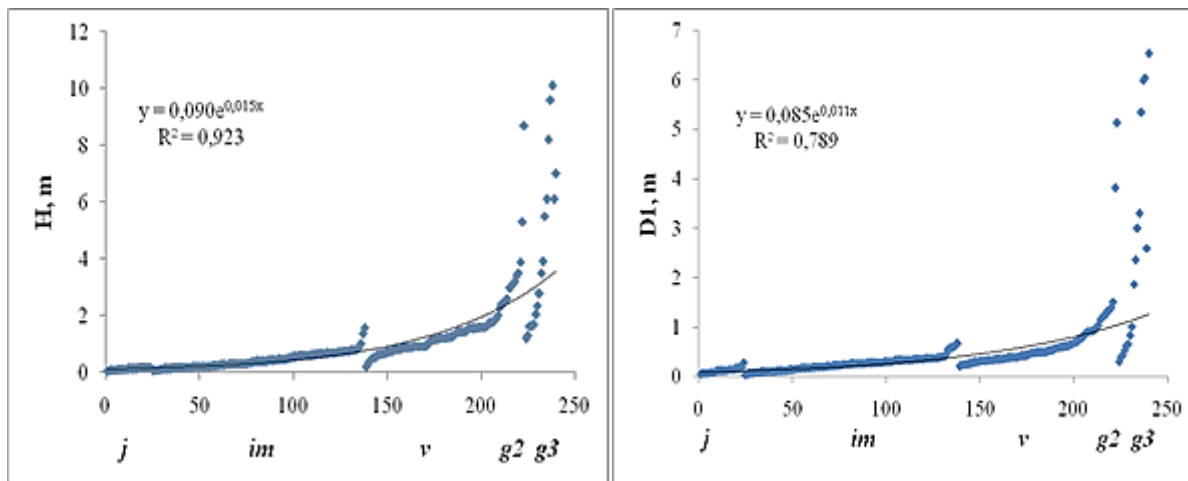 H, m
12
10
8
6
4
2
0
y = 0,090e^0,015x
R² = 0,923
0 50 100 150 200 250
j im v g2 g3
D1, m
7
6
5
4
3
2
1
0
y = 0,085e^0,011x
R² = 0,789
0 50 100 150 200 250
j im v g2 g3